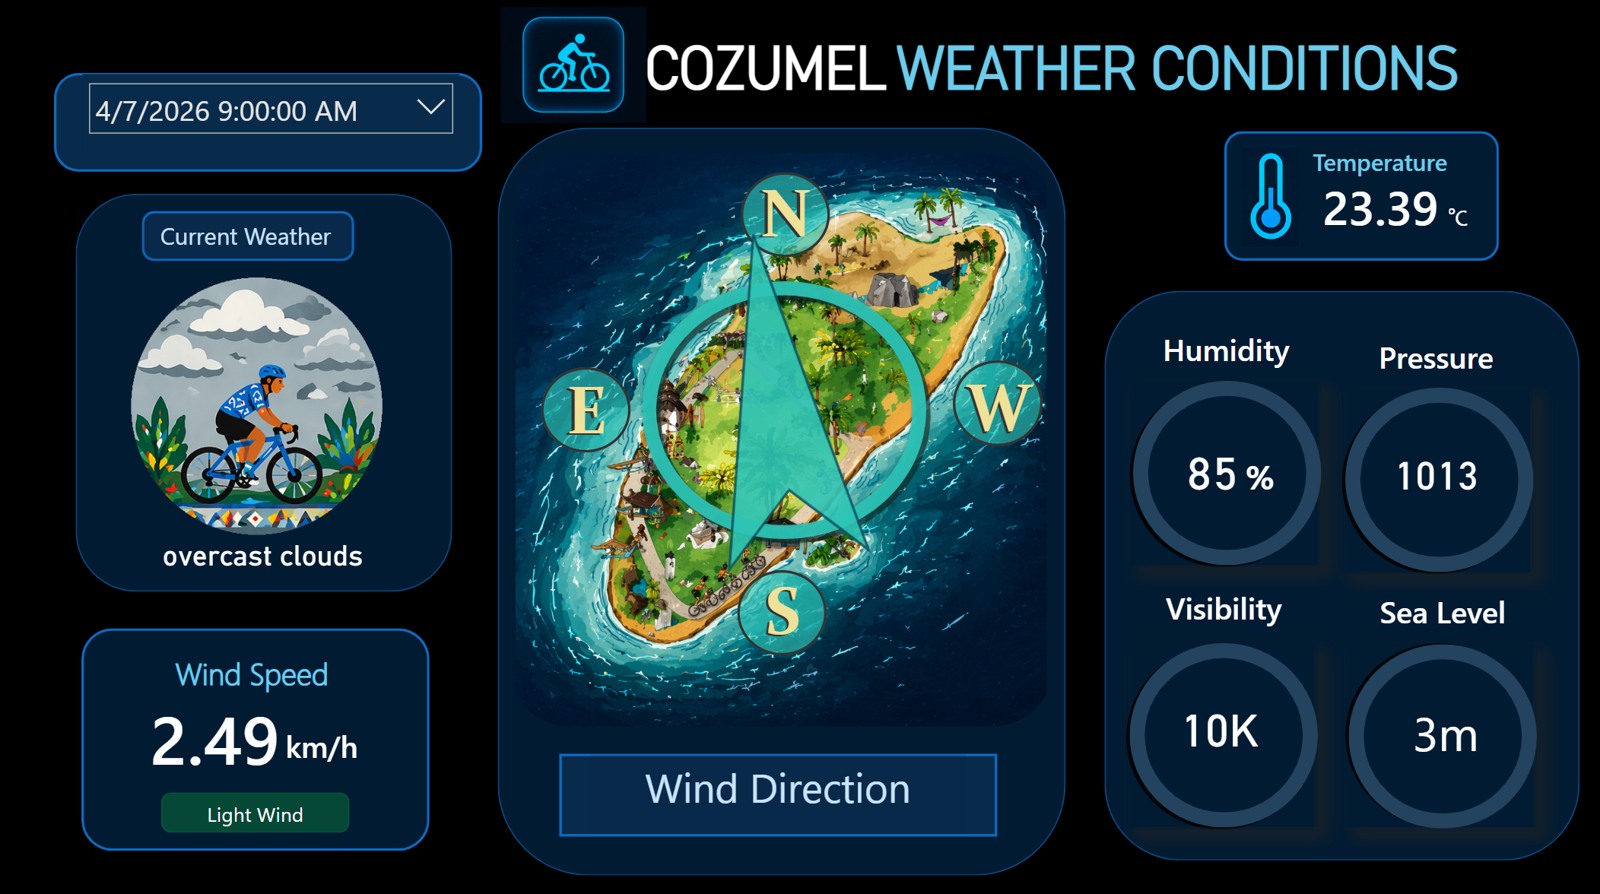 COZUMEL WEATHER CONDITIONS
4/7/2026 9:00:00 AM
Current Weather
overcast clouds
Wind Speed
2.49 km/h
Light Wind
N
E
W
S
Wind Direction
Temperature
23.39 °C
Humidity
85 %
Pressure
1013
Visibility
10K
Sea Level
3m